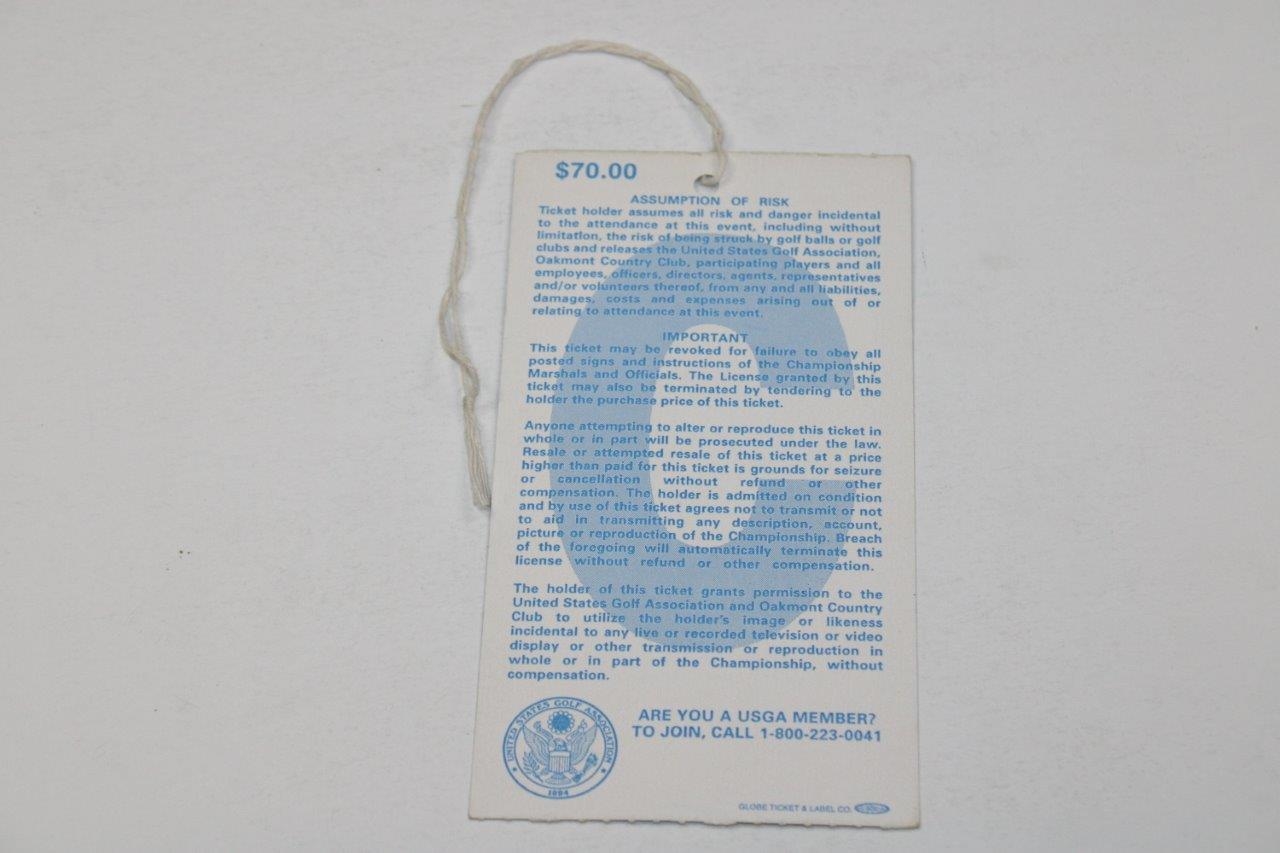 $70.00
ASSUMPTION OF RISK
Ticket holder assumes all risk and danger incidental
to the attendance at this event, including without
limitation, the risk of being struck by golf balls or golf
clubs and releases the United States Golf Association,
Oakmont Country Club, participating players and all
employees, officers, directors, agents, representatives
and/or volunteers thereof, from any and all liabilities,
damages, costs and expenses arising out of or
relating to attendance at this event.
IMPORTANT
This ticket may be revoked for failure to obey all
posted signs and instructions of the Championship
Marshals and Officials. The License granted by this
ticket may also be terminated by tendering to the
holder the purchase price of this ticket.
Anyone attempting to alter or reproduce this ticket in
whole or in part will be prosecuted under the law.
Resale or attempted resale of this ticket at a price
higher than paid for this ticket is grounds for seizure
or cancellation without refund or other
compensation. The holder is admitted on condition
and by use of this ticket agrees not to transmit or not
to aid in transmitting any description, account,
picture or reproduction of the Championship. Breach
of the foregoing will automatically terminate this
license without refund or other compensation.
The holder of this ticket grants permission to the
United States Golf Association and Oakmont Country
Club to utilize the holder's image or likeness
incidental to any live or recorded television or video
display or other transmission or reproduction in
whole or in part of the Championship, without
compensation.
UNITED STATES GOLF ASSOCIATION
1894
ARE YOU A USGA MEMBER?
TO JOIN, CALL 1-800-223-0041
GLOBE TICKET & LABEL CO.
G